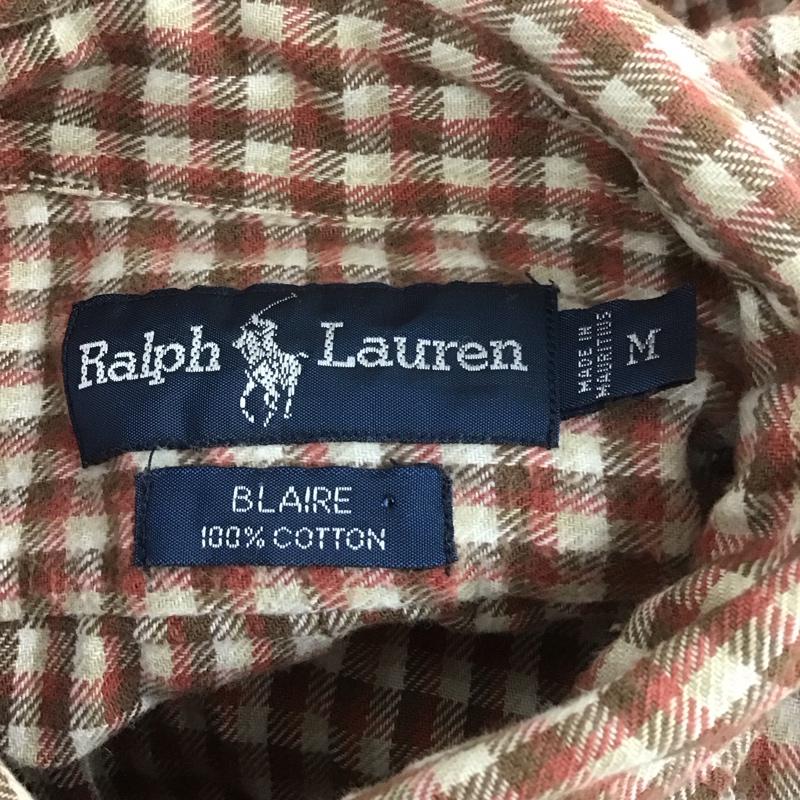 Ralph Lauren
MADE IN
MAURITIUS
M
BLAIRE
100% COTTON